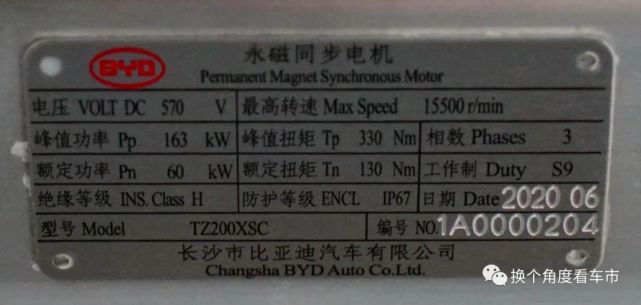 BYD 永磁同步电机
Permanent Magnet Synchronous Motor
电压 VOLT DC 570 V 最高转速 Max Speed 15500 r/min
峰值功率 Pp 163 kW 峰值扭矩 Tp 330 Nm 相数 Phases 3
额定功率 Pn 60 kW 额定扭矩 Tn 130 Nm 工作制 Duty S9
绝缘等级 INS. Class H 防护等级 ENCL IP67 日期 Date 2020 06
型号 Model TZ200XSC 编号 NO. 1A0000204
长沙市比亚迪汽车有限公司
Changsha BYD Auto Co.Ltd.
换个角度看车市